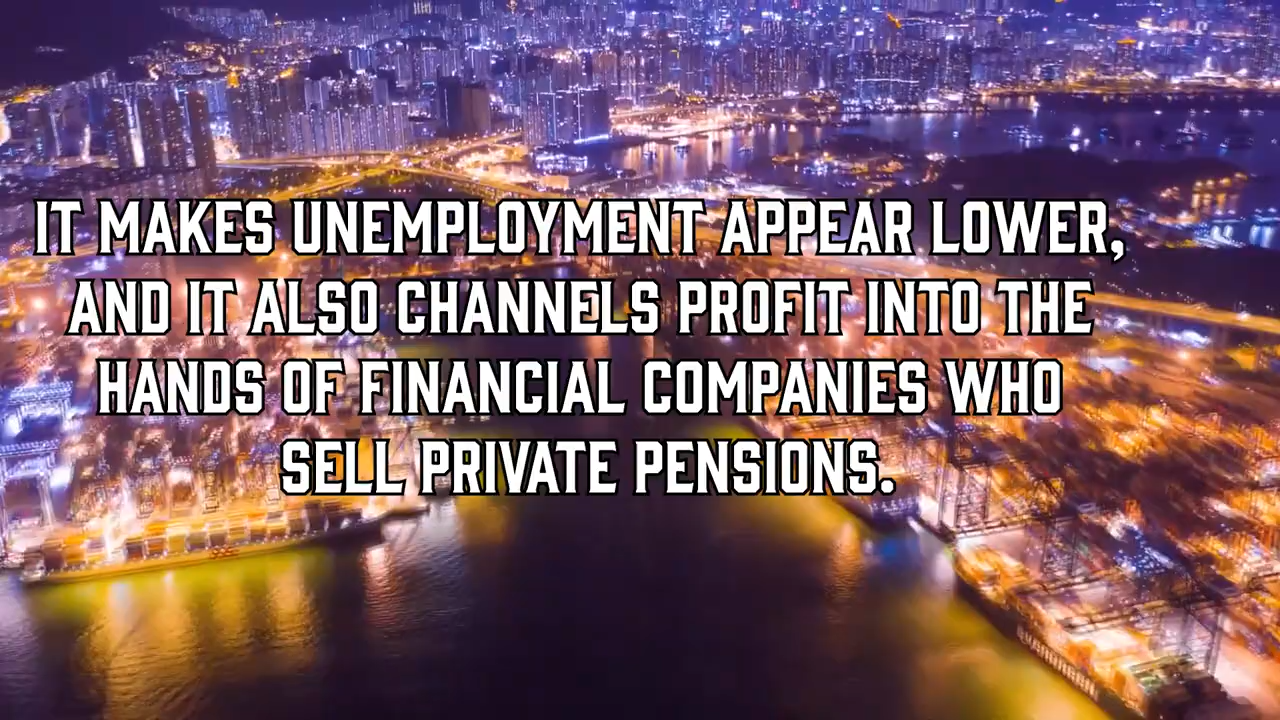 IT MAKES UNEMPLOYMENT APPEAR LOWER,
AND IT ALSO CHANNELS PROFIT INTO THE
HANDS OF FINANCIAL COMPANIES WHO
SELL PRIVATE PENSIONS.